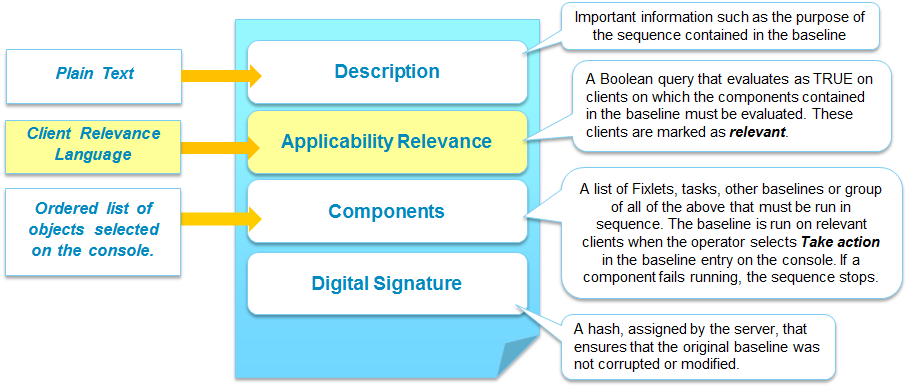 Important information such as the purpose of
the sequence contained in the baseline
Plain Text
Description
A Boolean query that evaluates as TRUE on
clients on which the components contained
in the baseline must be evaluated. These
clients are marked as relevant.
Client Relevance
Language
Applicability Relevance
Ordered list of
objects selected
on the console.
Components
A list of Fixlets, tasks, other baselines or group
of all of the above that must be run in
sequence. The baseline is run on relevant
clients when the operator selects Take action
in the baseline entry on the console. If a
component fails running, the sequence stops.
Digital Signature
A hash, assigned by the server, that
ensures that the original baseline was
not corrupted or modified.